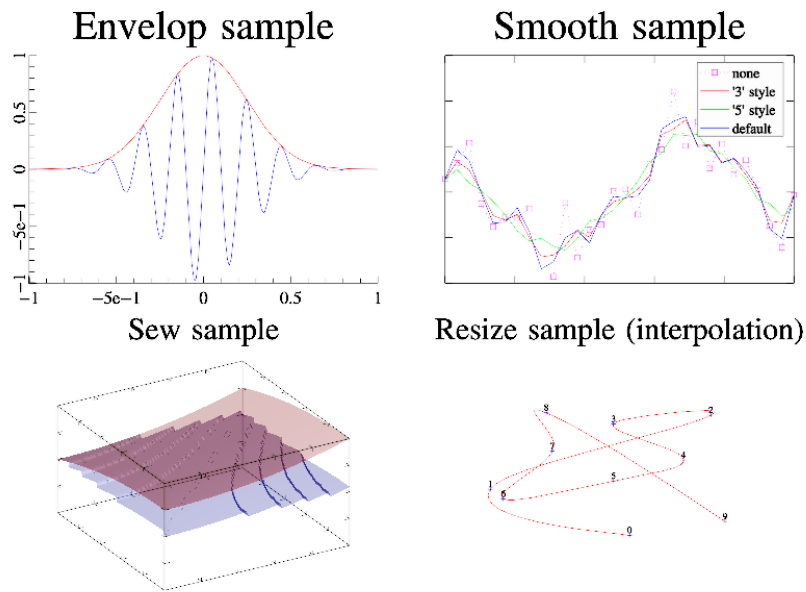 Envelop sample
Smooth sample
1
0.5
0
−5e−1
−1
−1
−5e−1
0
0.5
1
none
'3' style
'5' style
default
Sew sample
Resize sample (interpolation)
8
3
2
7
4
1
5
6
9
0